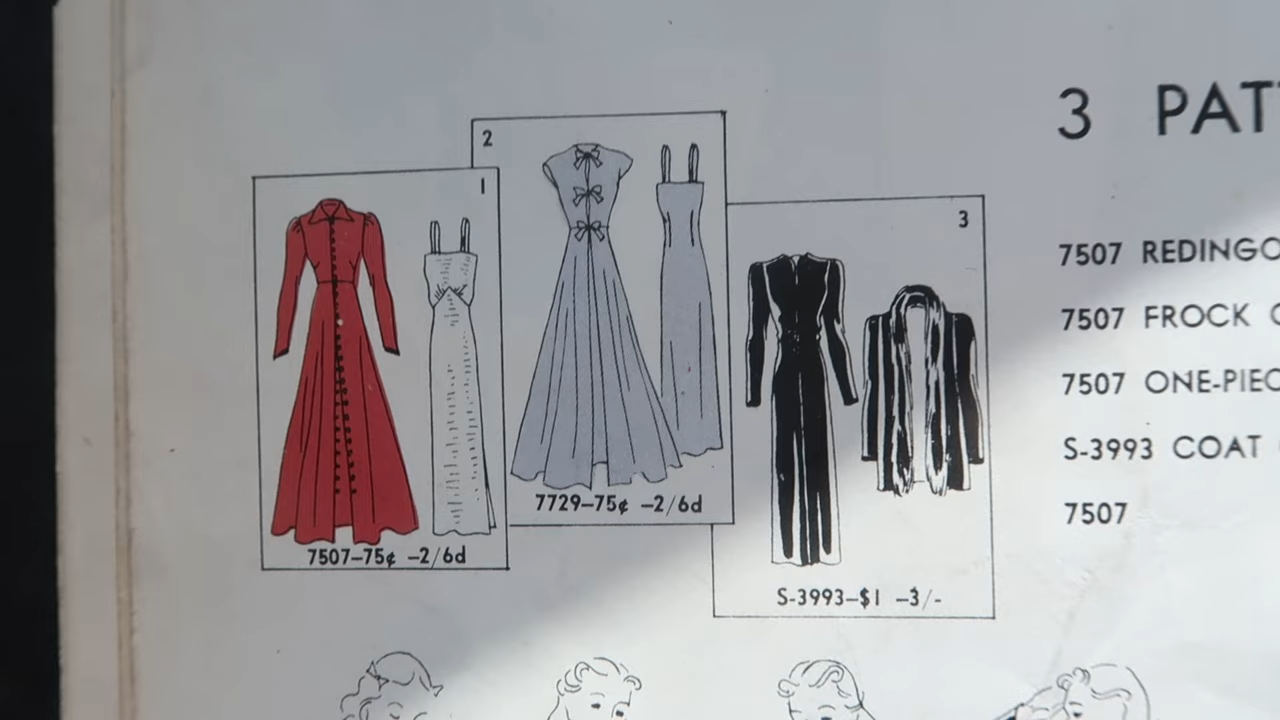 1
7507–75¢ –2/6d
2
7729–75¢ –2/6d
3
S-3993–$1 –3/-
3 PAT
7507 REDINGO
7507 FROCK
7507 ONE-PIEC
S-3993 COAT
7507